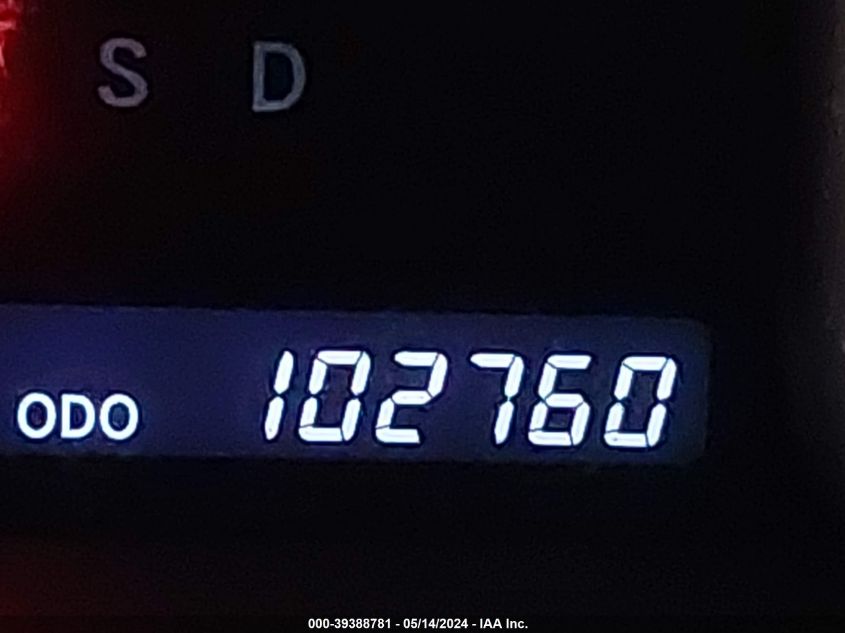 S D
ODO 102760
000-39388781 - 05/14/2024 - IAA Inc.